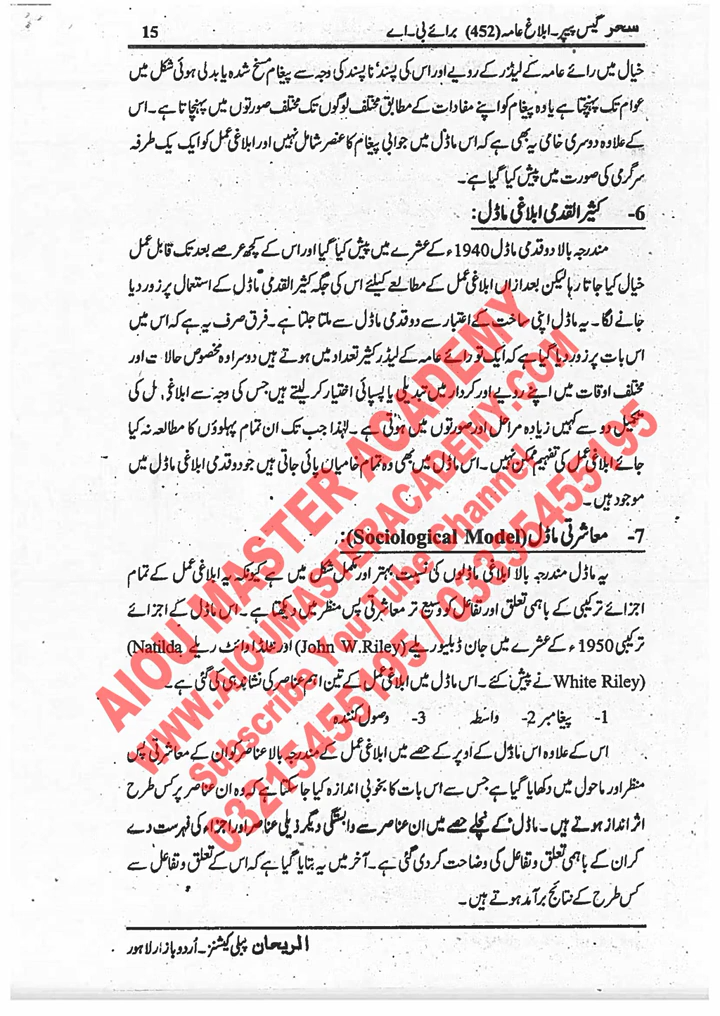 سحر گیس پیپر۔ ابلاغ عامہ (452) برائے بی۔ اے 15
خیال میں رائے عامہ کے لیڈر کے رویے اور اس کی پسند ناپسند کی وجہ سے پیغام مسخ شدہ یا بدلی ہوئی شکل میں
عوام تک پہنچتا ہے یا وہ پیغام کو اپنے مفادات کے مطابق مختلف لوگوں تک مختلف صورتوں میں پہنچاتا ہے۔ اس
کے علاوہ دوسری خامی یہ بھی ہے کہ اس ماڈل میں جوابی پیغام کا عنصر شامل نہیں اور ابلاغی عمل کو ایک یک طرفہ
سرگرمی کی صورت میں پیش کیا گیا ہے۔
6- کثیر القدمی ابلاغی ماڈل:
مندرجہ بالا دو قدمی ماڈل 1940ء کے عشرے میں پیش کیا گیا اور اس کے کچھ عرصے بعد تک قابل عمل
خیال کیا جاتا رہا لیکن بعد ازاں ابلاغی عمل کے مطالعے کیلئے اس کی جگہ کثیر القدمی ماڈل کے استعمال پر زور دیا
جانے لگا۔ یہ ماڈل اپنی ساخت کے اعتبار سے دو قدمی ماڈل سے ملتا جلتا ہے۔ فرق صرف یہ ہے کہ اس میں
اس بات پر زور دیا گیا ہے کہ ایک تو رائے عامہ کے لیڈر کثیر تعداد میں ہوتے ہیں دوسرا وہ مخصوص حالات اور
مختلف اوقات میں اپنے رویے اور کردار میں تبدیلی یا پسپائی اختیار کر لیتے ہیں جس کی وجہ سے ابلاغی کی
تکمیل دو سے کہیں زیادہ مراحل اور صورتوں میں ہوتی ہے۔ لہٰذا جب تک ان تمام پہلوؤں کا مطالعہ نہ کیا
جائے ابلاغی عمل کی تفہیم ممکن نہیں۔ اس ماڈل میں بھی وہ تمام خامیاں پائی جاتی ہیں جو دو قدمی ابلاغی ماڈل میں
موجود ہیں۔
7- معاشرتی ماڈل (Sociological Model):
یہ ماڈل مندرجہ بالا ابلاغی ماڈلوں کی نسبت بہتر اور مکمل شکل میں ہے کیونکہ یہ ابلاغی عمل کے تمام
اجزائے ترکیبی کے باہمی تعلق اور تفاعل کو وسیع تر معاشرتی پس منظر میں دیکھتا ہے۔ اس ماڈل کے اجزائے
ترکیبی 1950ء کے عشرے میں جان ڈبلیو ریلے (John W.Riley) اور نٹلڈا وائٹ ریلے (Natilda
White Riley) نے پیش کئے۔ اس ماڈل میں ابلاغی عمل کے تین اہم عناصر کی نشاندہی کی گئی ہے۔
1- پیغامبر 2- واسطہ 3- وصول کنندہ
اس کے علاوہ اس ماڈل کے اوپر کے حصے میں ابلاغی عمل کے مندرجہ بالا عناصر کو ان کے معاشرتی پس
منظر اور ماحول میں دکھایا گیا ہے جس سے اس بات کا بخوبی اندازہ کیا جا سکتا ہے کہ وہ ان عناصر پر کس طرح
اثر انداز ہوتے ہیں۔ ماڈل کے نچلے حصے میں ان عناصر سے وابستگی دیگر ذیلی عناصر اور اجزاء کی فہرست دے
کر ان کے باہمی تعلق و تفاعل کی وضاحت کر دی گئی ہے۔ آخر میں یہ بتایا گیا ہے کہ اس کے تعلق و تفاعل سے
کس طرح کے نتائج برآمد ہوتے ہیں۔
الریحان پبلی کیشنز۔ اُردو بازار لاہور
AIOU MASTER ACADEMY
WWW.AIOUMASTERACADEMY.COM
Subscribe You Tube Channel
03215455195 / 03335455195